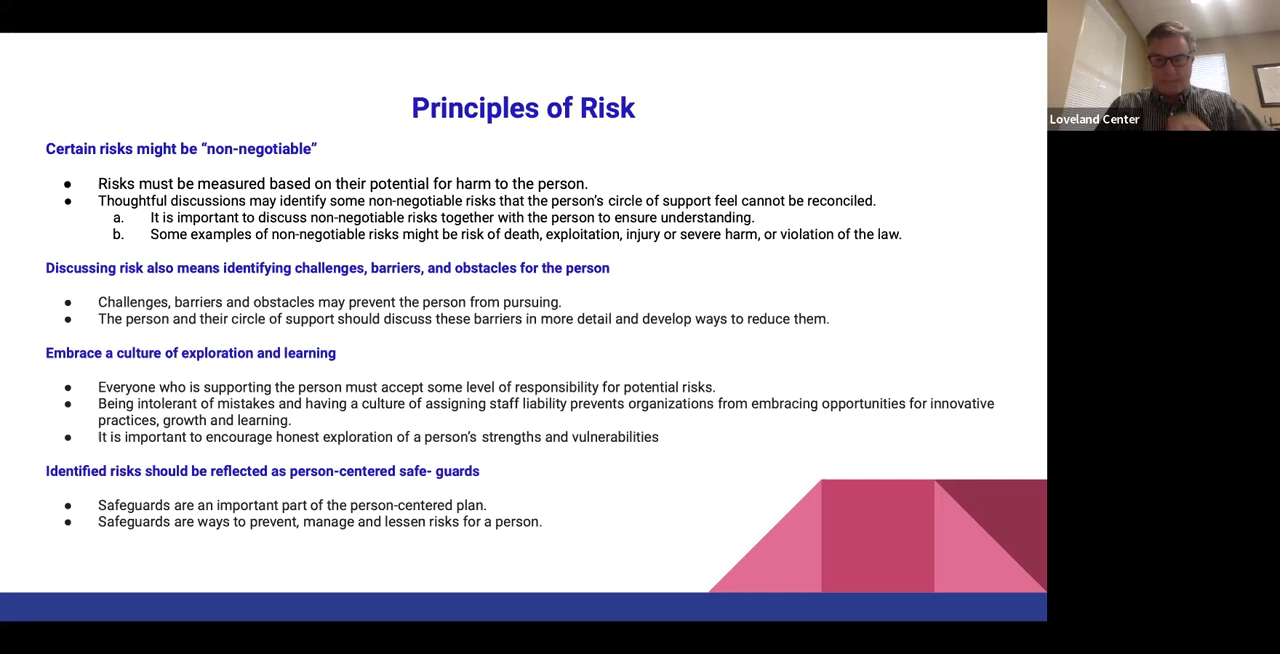 Principles of Risk
Certain risks might be “non-negotiable”
● Risks must be measured based on their potential for harm to the person.
● Thoughtful discussions may identify some non-negotiable risks that the person’s circle of support feel cannot be reconciled.
a. It is important to discuss non-negotiable risks together with the person to ensure understanding.
b. Some examples of non-negotiable risks might be risk of death, exploitation, injury or severe harm, or violation of the law.
Discussing risk also means identifying challenges, barriers, and obstacles for the person
● Challenges, barriers and obstacles may prevent the person from pursuing.
● The person and their circle of support should discuss these barriers in more detail and develop ways to reduce them.
Embrace a culture of exploration and learning
● Everyone who is supporting the person must accept some level of responsibility for potential risks.
● Being intolerant of mistakes and having a culture of assigning staff liability prevents organizations from embracing opportunities for innovative
practices, growth and learning.
● It is important to encourage honest exploration of a person’s strengths and vulnerabilities
Identified risks should be reflected as person-centered safe- guards
● Safeguards are an important part of the person-centered plan.
● Safeguards are ways to prevent, manage and lessen risks for a person.
Loveland Center